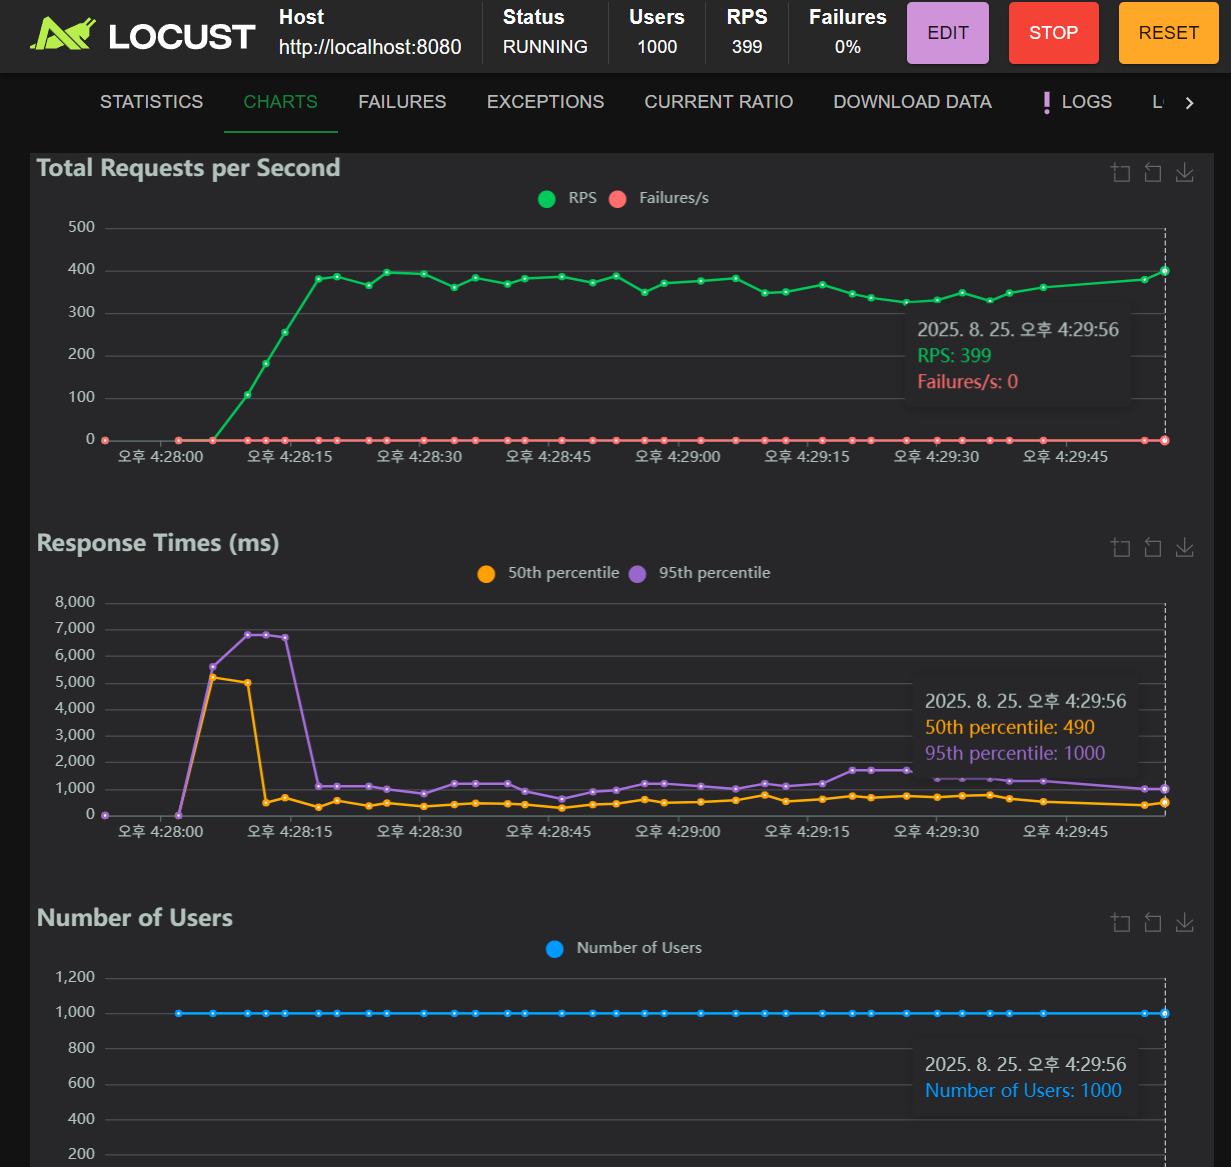 LOCUST
Host
http://localhost:8080
Status
RUNNING
Users
1000
RPS
399
Failures
0%
EDIT
STOP
RESET
STATISTICS
CHARTS
FAILURES
EXCEPTIONS
CURRENT RATIO
DOWNLOAD DATA
LOGS
Total Requests per Second
RPS Failures/s
500
400
300
200
100
0
2025. 8. 25. 오후 4:29:56
RPS: 399
Failures/s: 0
오후 4:28:00 오후 4:28:15 오후 4:28:30 오후 4:28:45 오후 4:29:00 오후 4:29:15 오후 4:29:30 오후 4:29:45
Response Times (ms)
50th percentile 95th percentile
8,000
7,000
6,000
5,000
4,000
3,000
2,000
1,000
0
2025. 8. 25. 오후 4:29:56
50th percentile: 490
95th percentile: 1000
오후 4:28:00 오후 4:28:15 오후 4:28:30 오후 4:28:45 오후 4:29:00 오후 4:29:15 오후 4:29:30 오후 4:29:45
Number of Users
Number of Users
1,200
1,000
800
600
400
200
2025. 8. 25. 오후 4:29:56
Number of Users: 1000